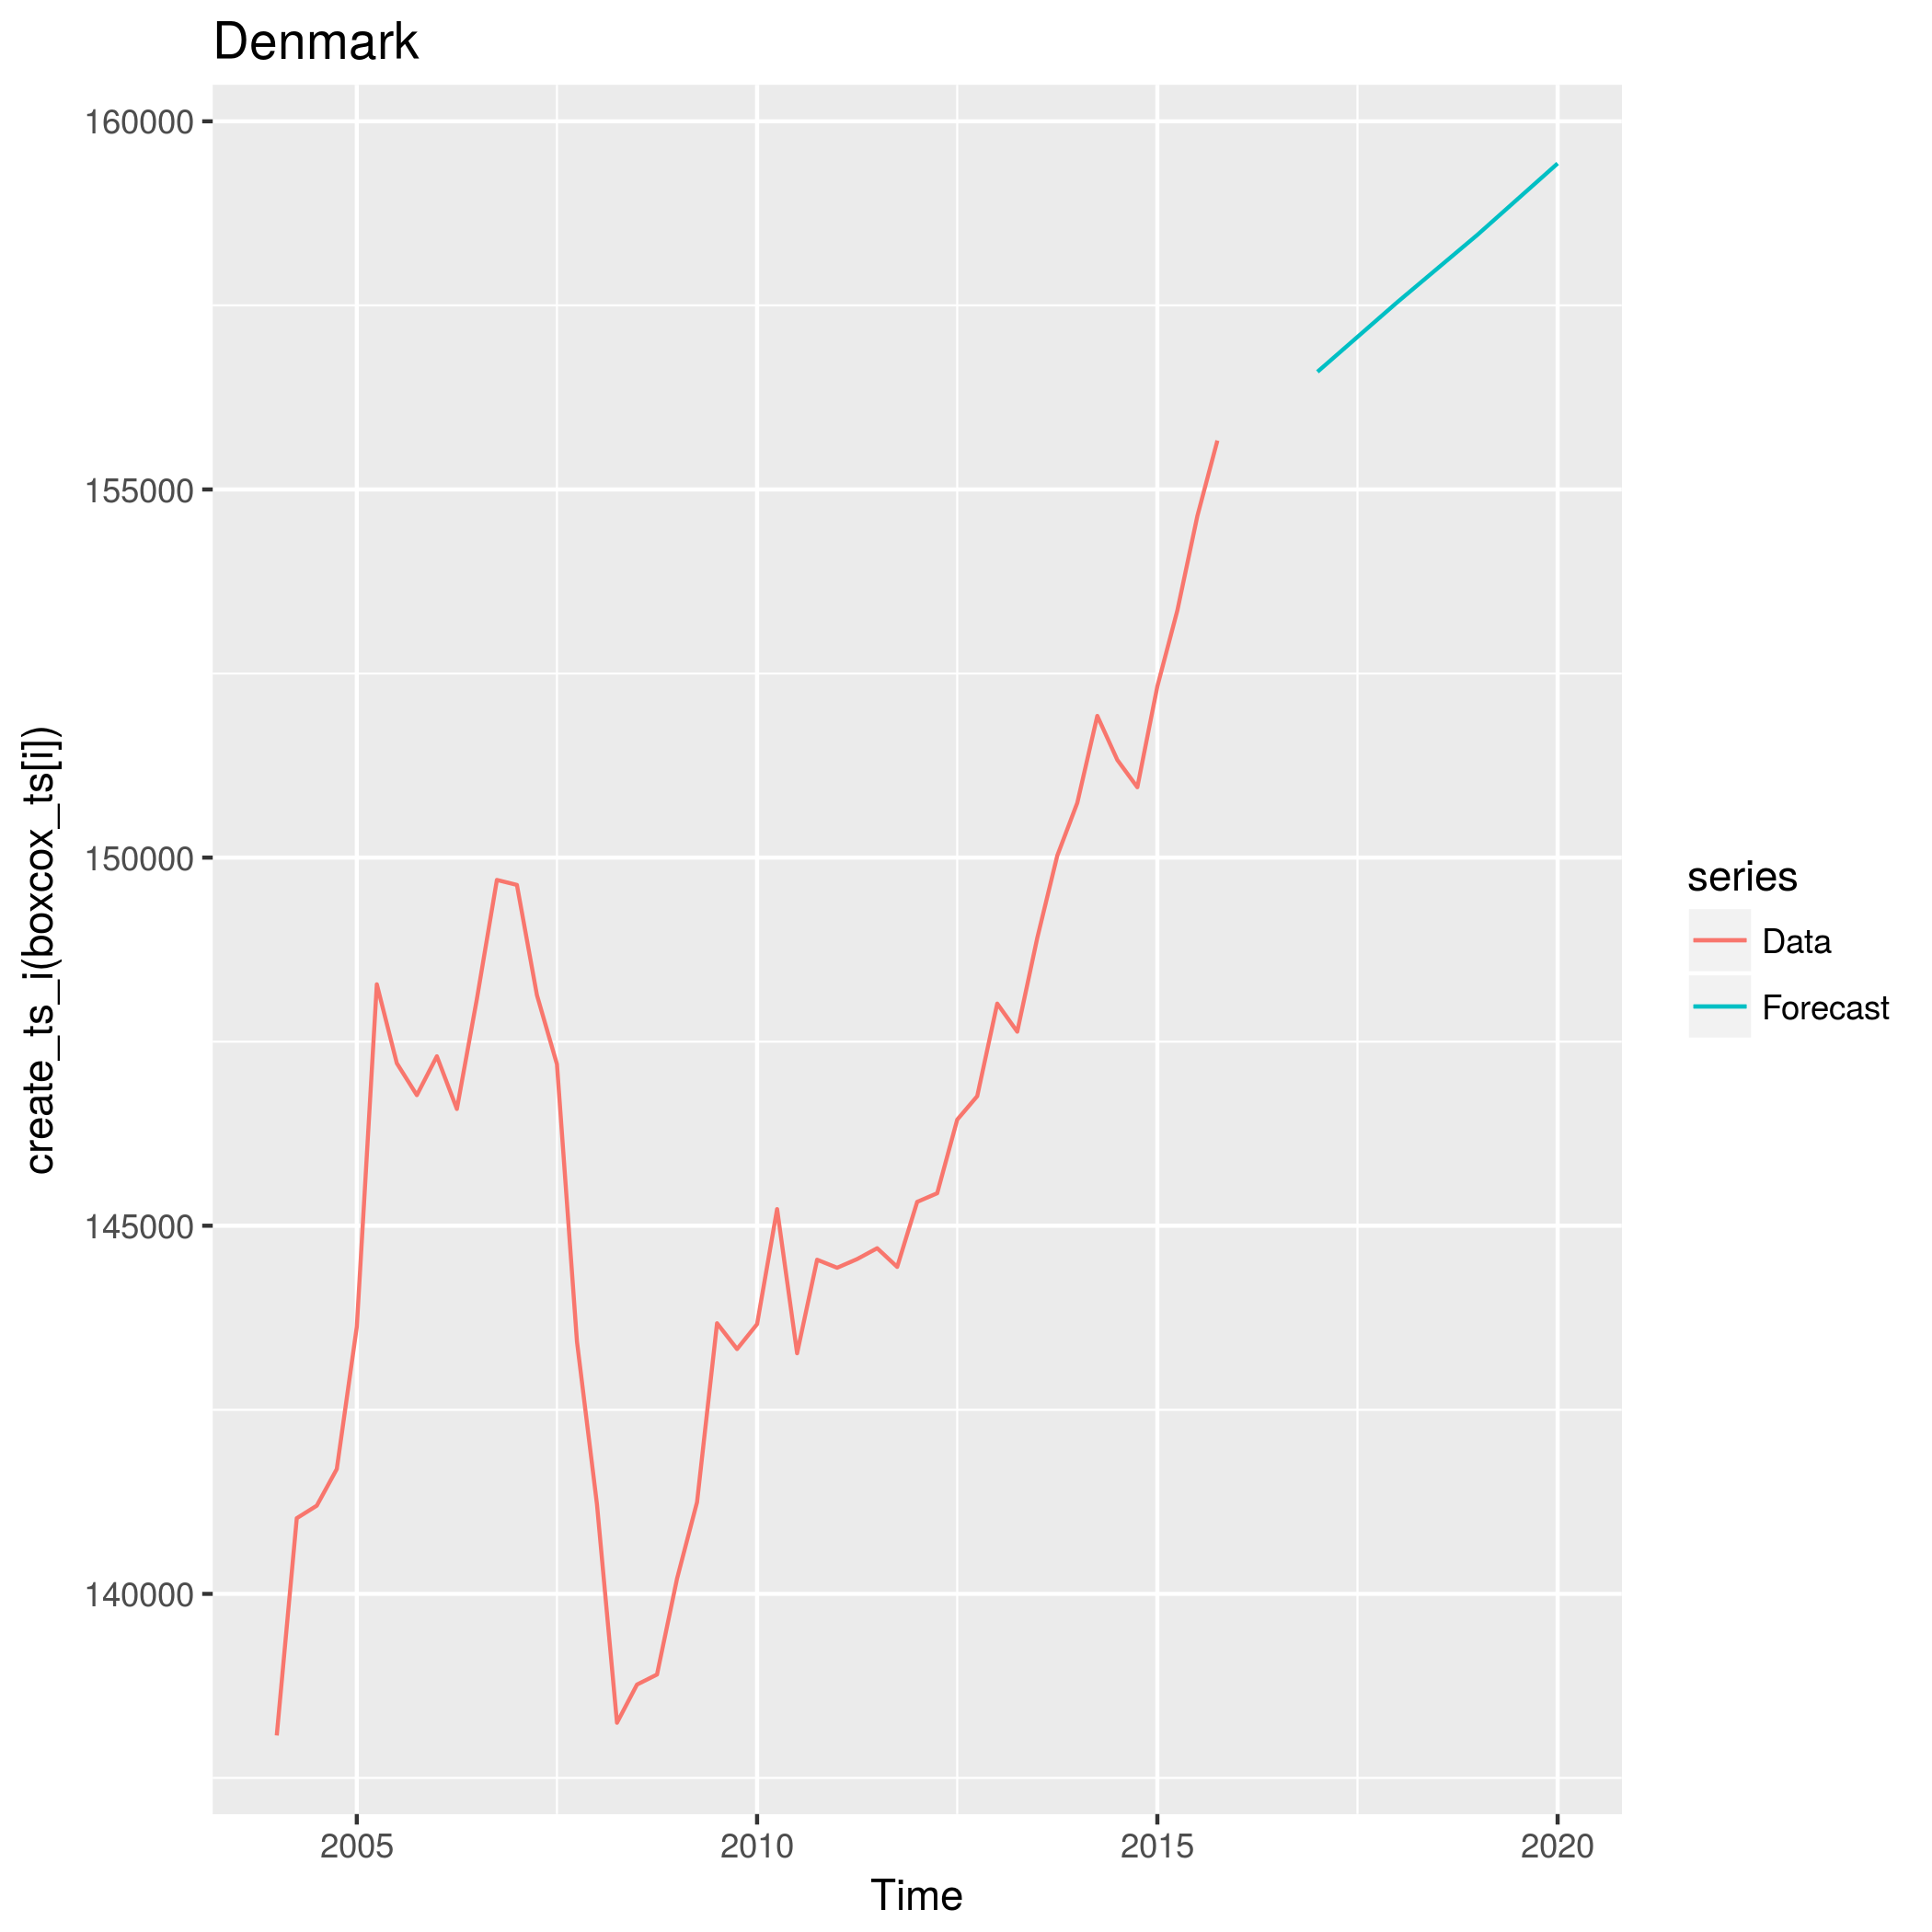 Denmark
160000
155000
150000
145000
140000
create_ts_i(boxcox_ts[i])
2005
2010
2015
2020
Time
series
Data
Forecast